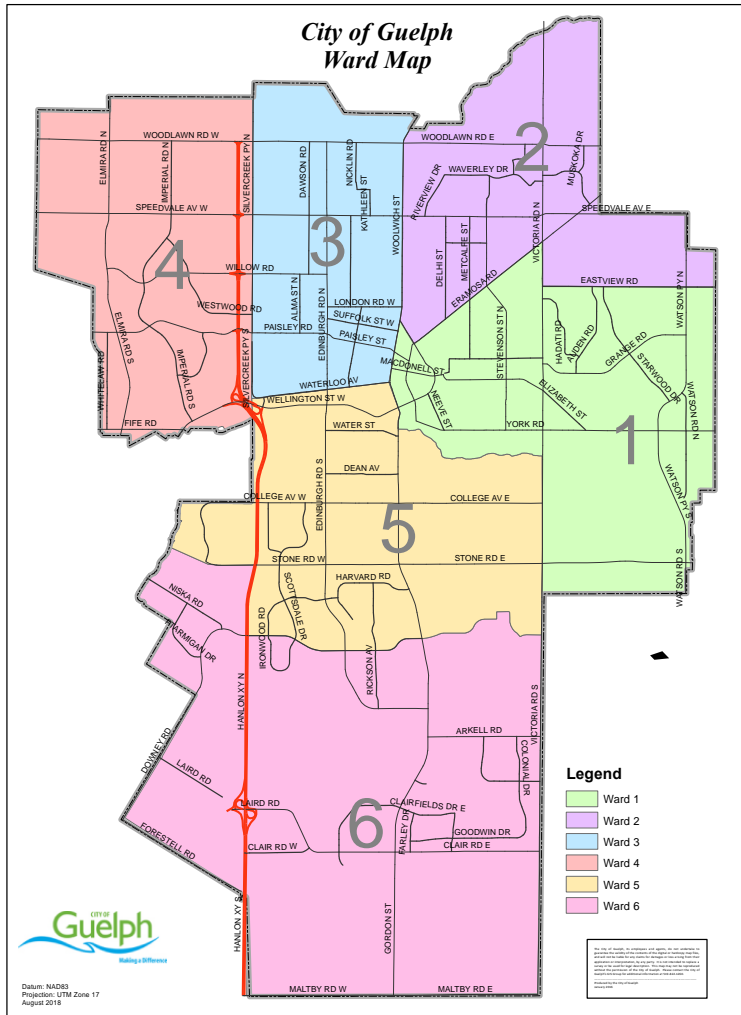 City of Guelph
Ward Map
WOODLAWN RD W
WOODLAWN RD E
ELMIRA RD N
IMPERIAL RD N
SILVERCREEK PY N
DAWSON RD
NICKLIN RD
KATHLEEN ST
WOOLWICH ST
RIVERVIEW DR
WAVERLEY DR
MUSKOKA DR
2
SPEEDVALE AV W
SPEEDVALE AV E
VICTORIA RD N
DELHI ST
METCALFE ST
ERAMOSA RD
3
4
WILLOW RD
EASTVIEW RD
WATSON PY N
WESTWOOD RD
ALMA ST N
EDINBURGH RD N
LONDON RD W
SUFFOLK ST W
PAISLEY RD
PAISLEY ST
STEVENSON ST N
HADATI RD
AUDEN RD
GRANGE RD
STARWOOD DR
ELMIRA RD S
IMPERIAL RD S
SILVERCREEK PY S
WHITELAW RD
MACDONELL ST
WATERLOO AV
WELLINGTON ST W
NEEVE ST
ELIZABETH ST
WATSON RD N
FIFE RD
WATER ST
YORK RD
1
DEAN AV
EDINBURGH RD S
WATSON PY S
COLLEGE AV W
COLLEGE AV E
5
STONE RD W
STONE RD E
WATSON RD S
NISKA RD
PTARMIGAN DR
SCOTTSDALE DR
IRONWOOD RD
HARVARD RD
RICKSON AV
HANLON XY N
VICTORIA RD S
ARKELL RD
COLONIAL DR
DOWNEY RD
LAIRD RD
LAIRD RD
CLAIRFIELDS DR E
6
FARLEY DR
GOODWIN DR
FORESTELL RD
CLAIR RD W
CLAIR RD E
HANLON XY S
GORDON ST
MALTBY RD W
MALTBY RD E
Legend
Ward 1
Ward 2
Ward 3
Ward 4
Ward 5
Ward 6
CITY OF
Guelph
Making a Difference
Datum: NAD83
Projection: UTM Zone 17
August 2018